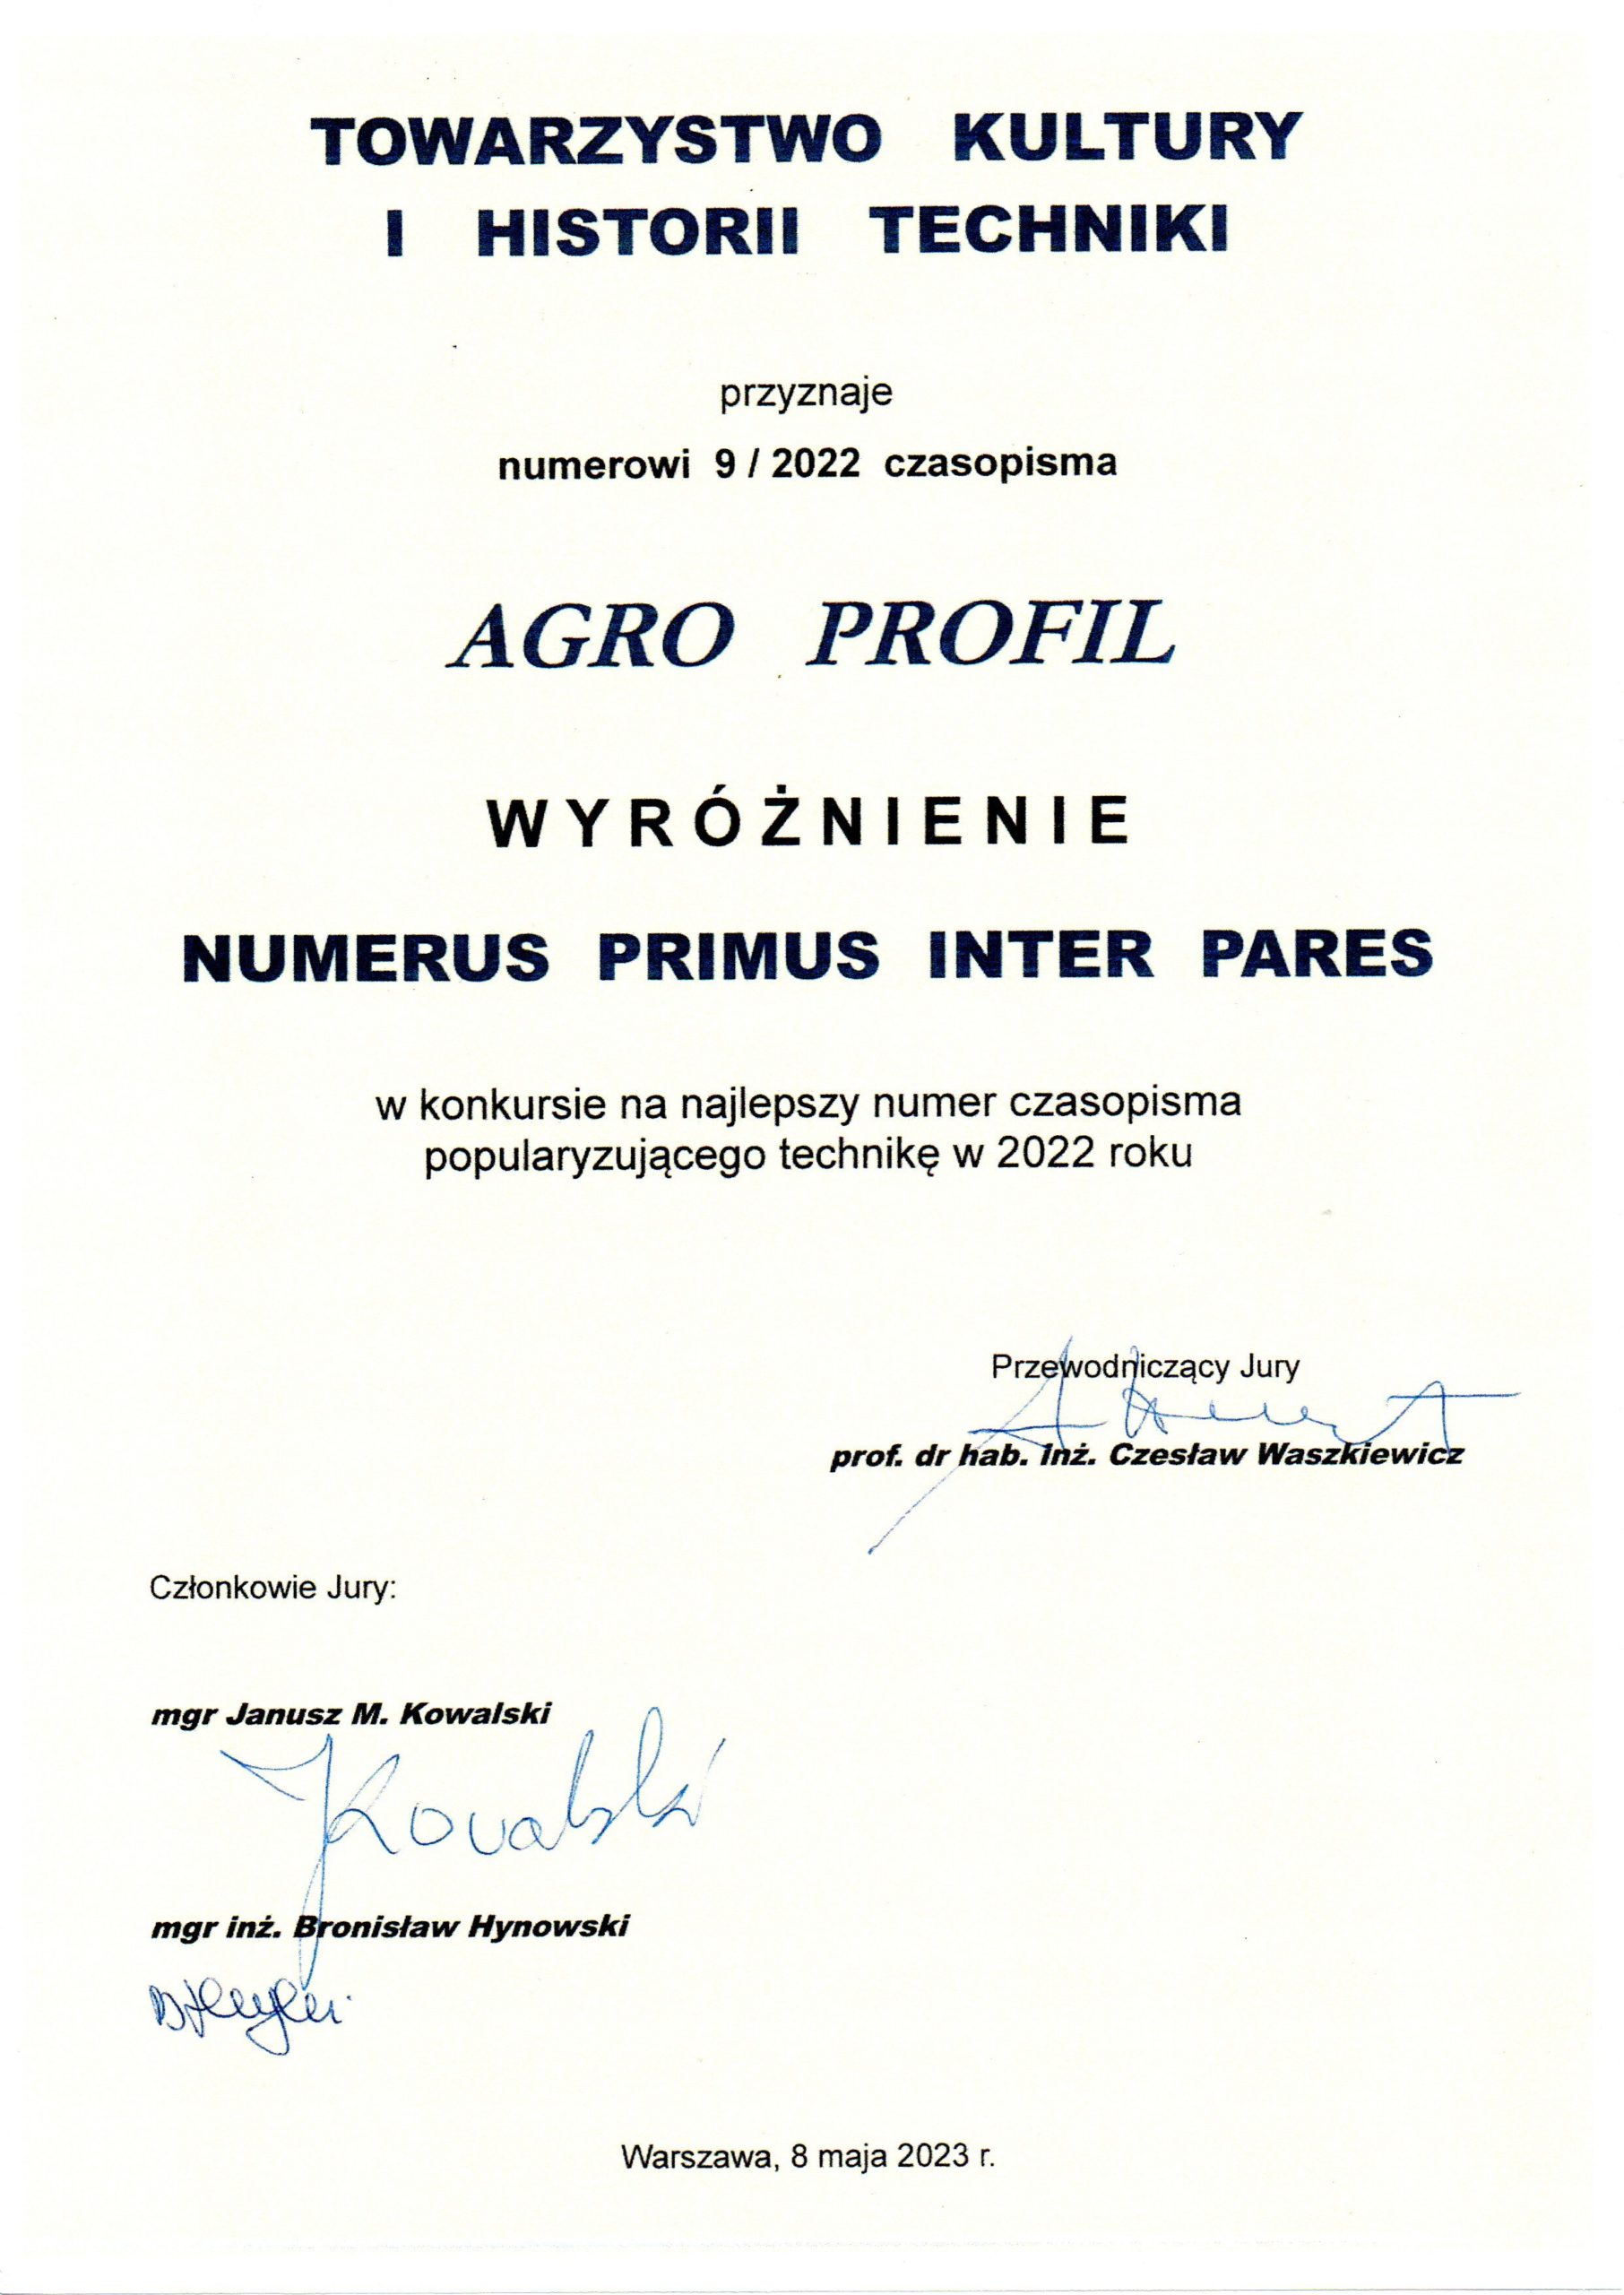 TOWARZYSTWO KULTURY
I HISTORII TECHNIKI
przyznaje
numerowi 9 / 2022 czasopisma
AGRO PROFIL
WYRÓŻNIENIE
NUMERUS PRIMUS INTER PARES
w konkursie na najlepszy numer czasopisma
popularyzującego technikę w 2022 roku
Przewodniczący Jury
prof. dr hab. inż. Czesław Waszkiewicz
Członkowie Jury:
mgr Janusz M. Kowalski
JKowalski
mgr inż. Bronisław Hynowski
Warszawa, 8 maja 2023 r.